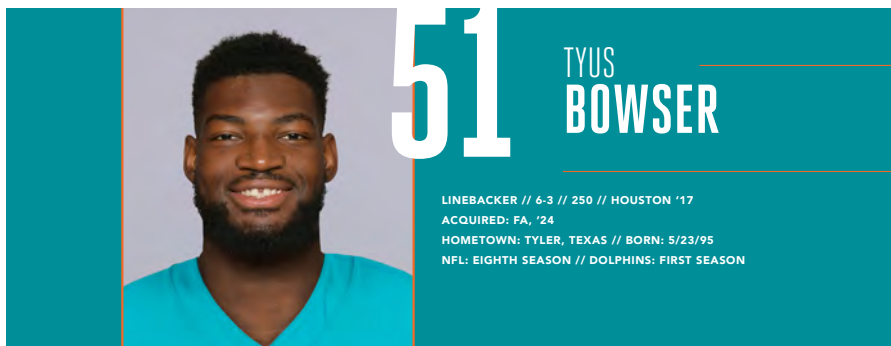 51
TYUS
BOWSER
LINEBACKER // 6-3 // 250 // HOUSTON ’17
ACQUIRED: FA, ’24
HOMETOWN: TYLER, TEXAS // BORN: 5/23/95
NFL: EIGHTH SEASON // DOLPHINS: FIRST SEASON